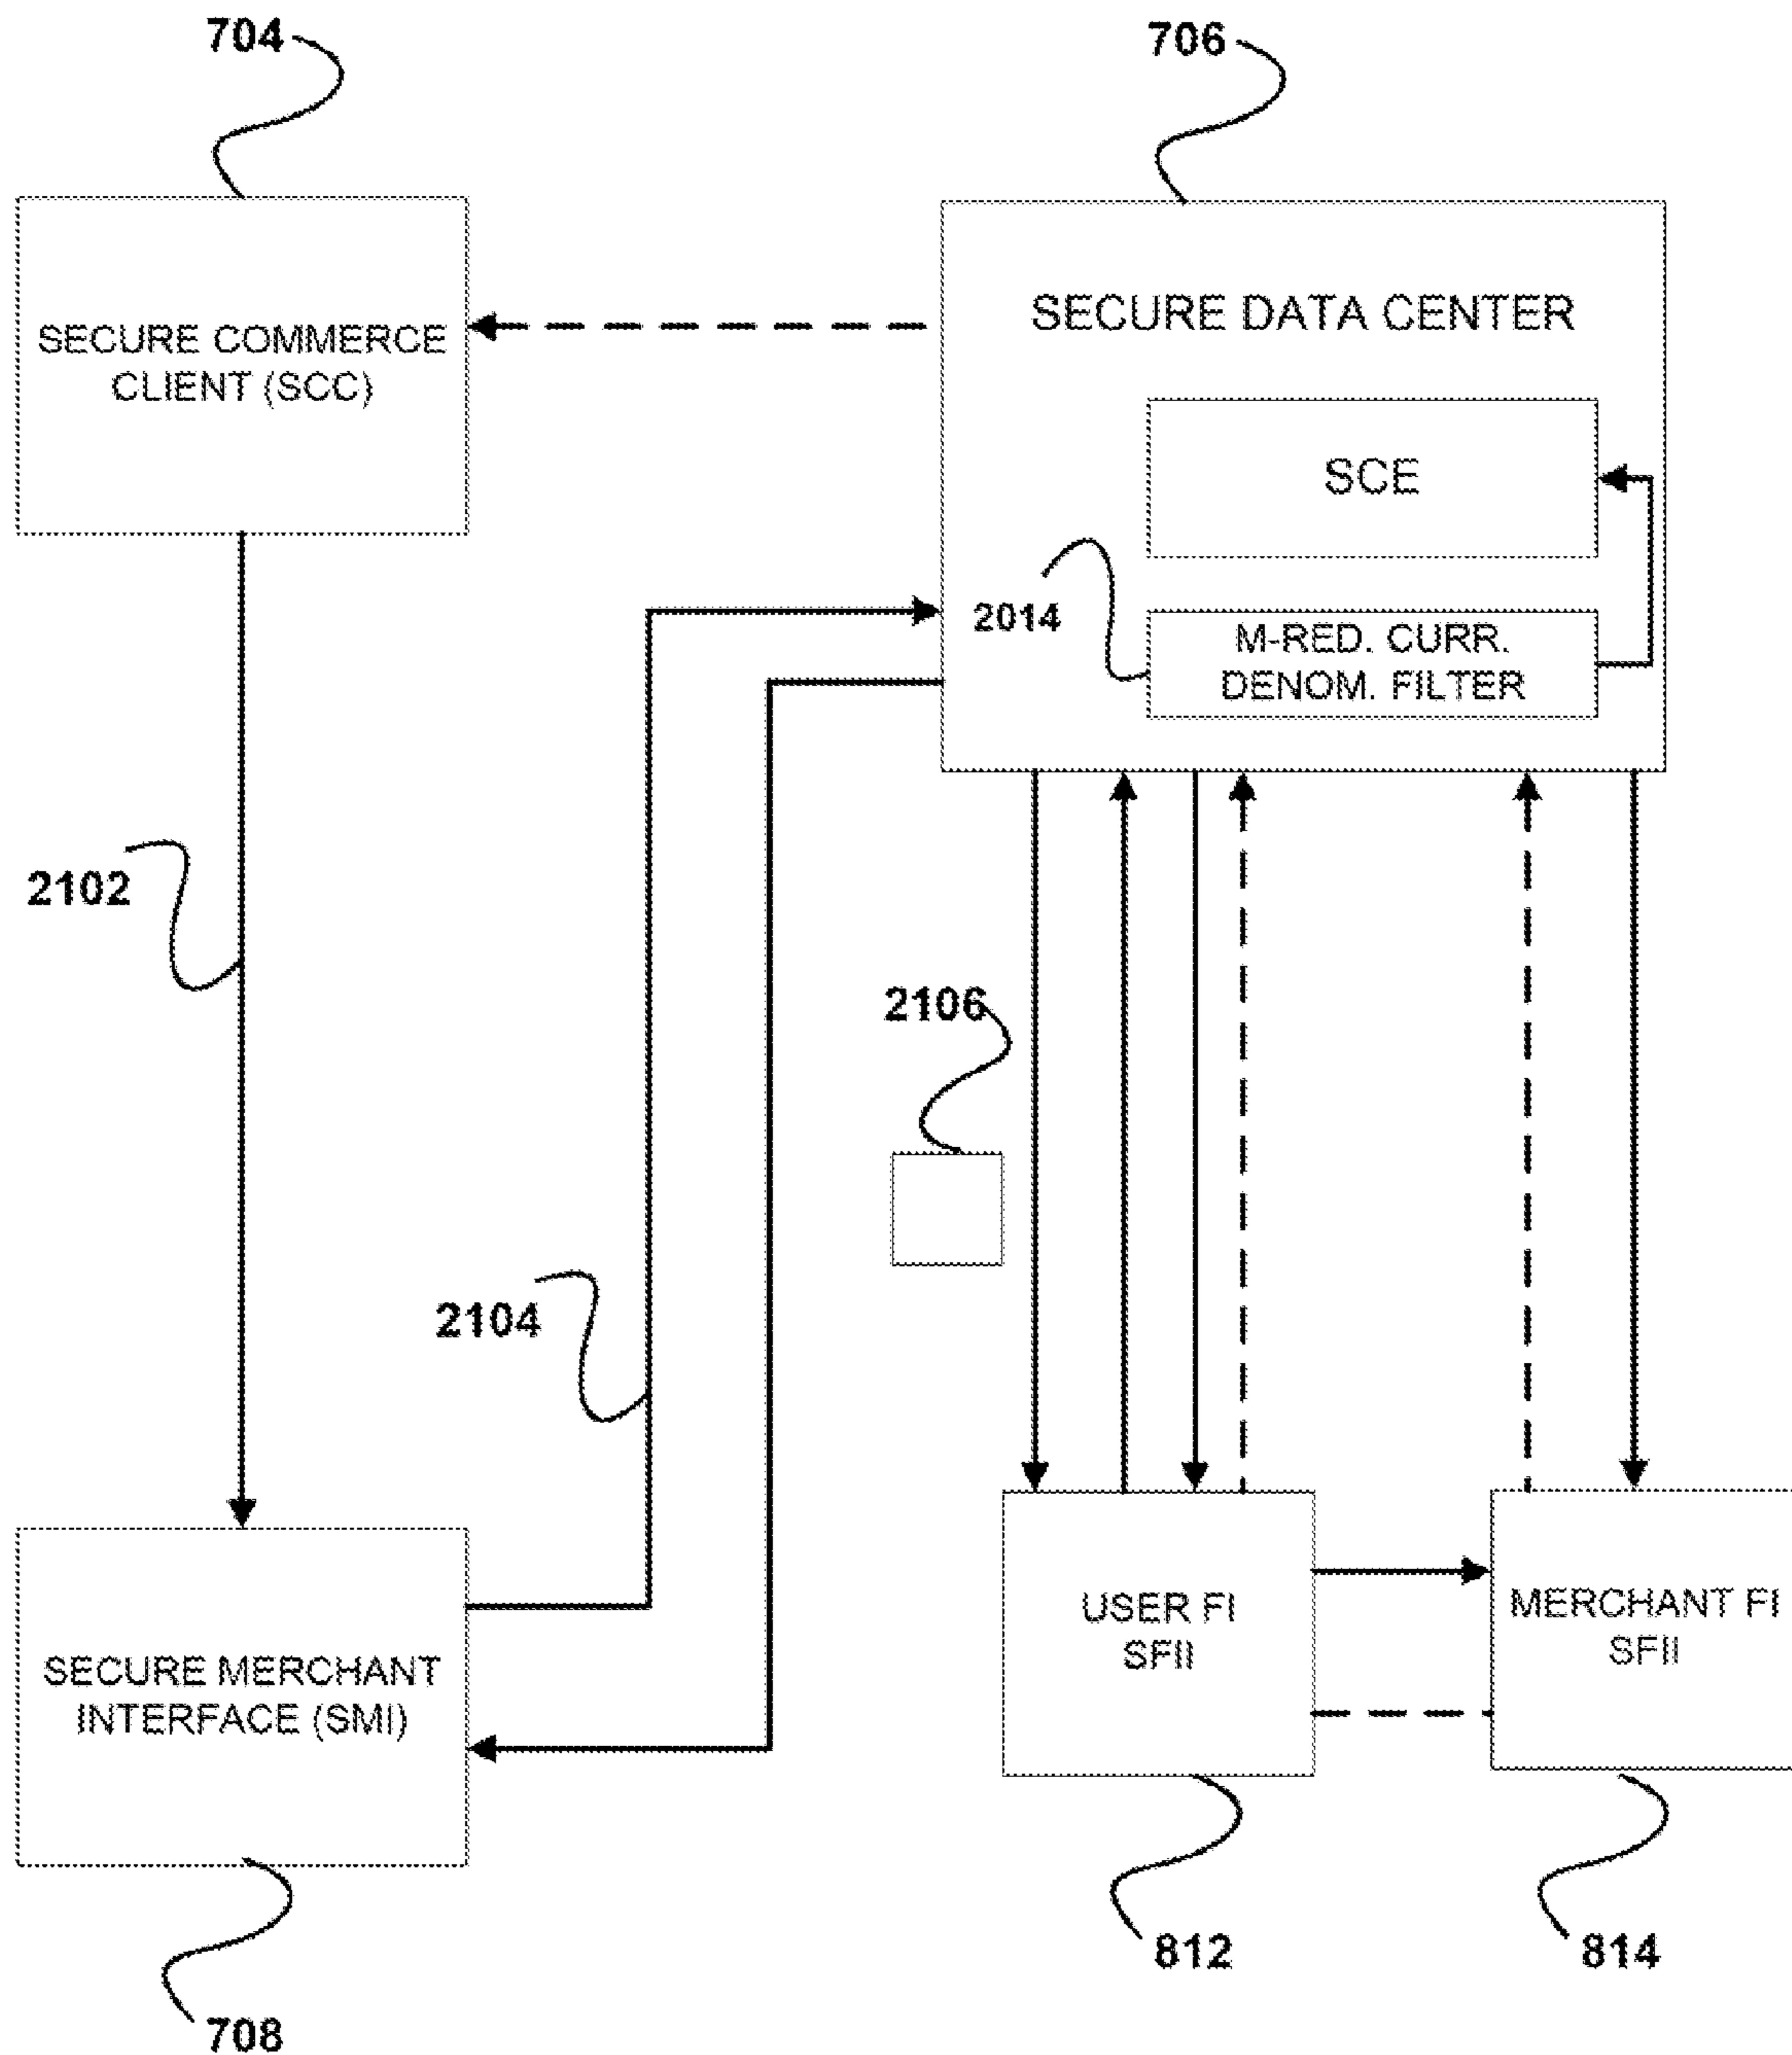 704
706
SECURE DATA CENTER
SECURE COMMERCE
CLIENT (SCC)
SCE
2014
M-RED. CURR.
DENOM. FILTER
2102
2106
2104
USER FI
SFII
MERCHANT FI
SFII
SECURE MERCHANT
INTERFACE (SMI)
812
814
708